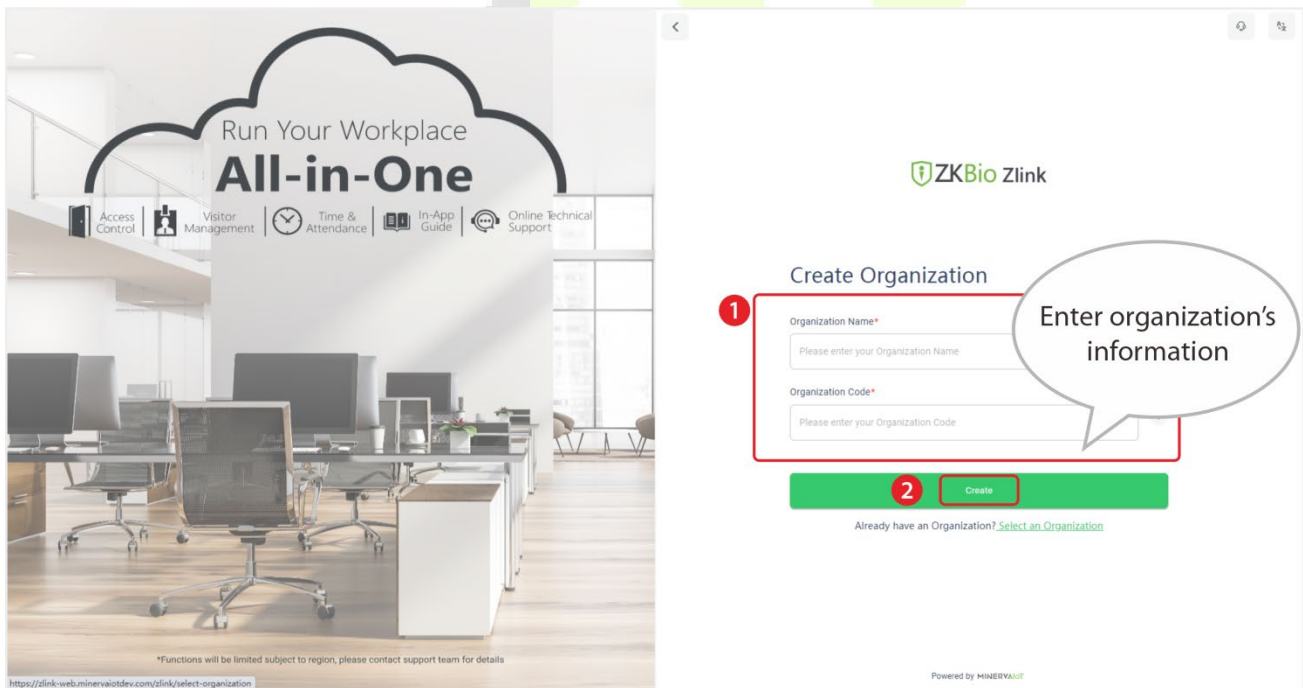 Run Your Workplace
All-in-One
Access
Control
Visitor
Management
Time &
Attendance
In-App
Guide
Online Technical
Support
*Functions will be limited subject to region, please contact support team for details
https://zlink-web.minervaiotdev.com/zlink/select-organization
ZKBio Zlink
Create Organization
1
Organization Name*
Please enter your Organization Name
Organization Code*
Please enter your Organization Code
Enter organization's
information
2
Create
Already have an Organization? Select an Organization
Powered by MINERVAIoT